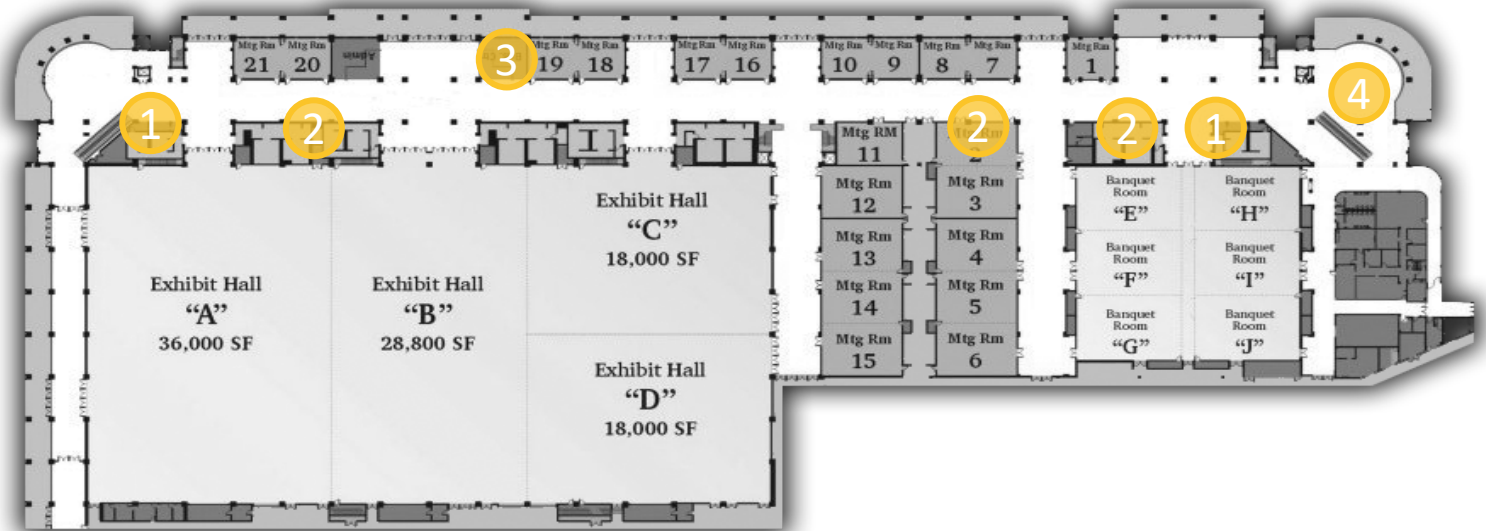 Mtg Rm
21
Mtg Rm
20
Admin
3
Mtg Rm
19
Mtg Rm
18
Mtg Rm
17
Mtg Rm
16
Mtg Rm
10
Mtg Rm
9
Mtg Rm
8
Mtg Rm
7
Mtg Rm
1
4
1
2
Mtg RM
11
2
2
2
1
Mtg Rm
12
Mtg Rm
3
Mtg Rm
13
Mtg Rm
4
Mtg Rm
14
Mtg Rm
5
Mtg Rm
15
Mtg Rm
6
Exhibit Hall
“A”
36,000 SF
Exhibit Hall
“B”
28,800 SF
Exhibit Hall
“C”
18,000 SF
Exhibit Hall
“D”
18,000 SF
Banquet
Room
“E”
Banquet
Room
“H”
Banquet
Room
“F”
Banquet
Room
“I”
Banquet
Room
“G”
Banquet
Room
“J”